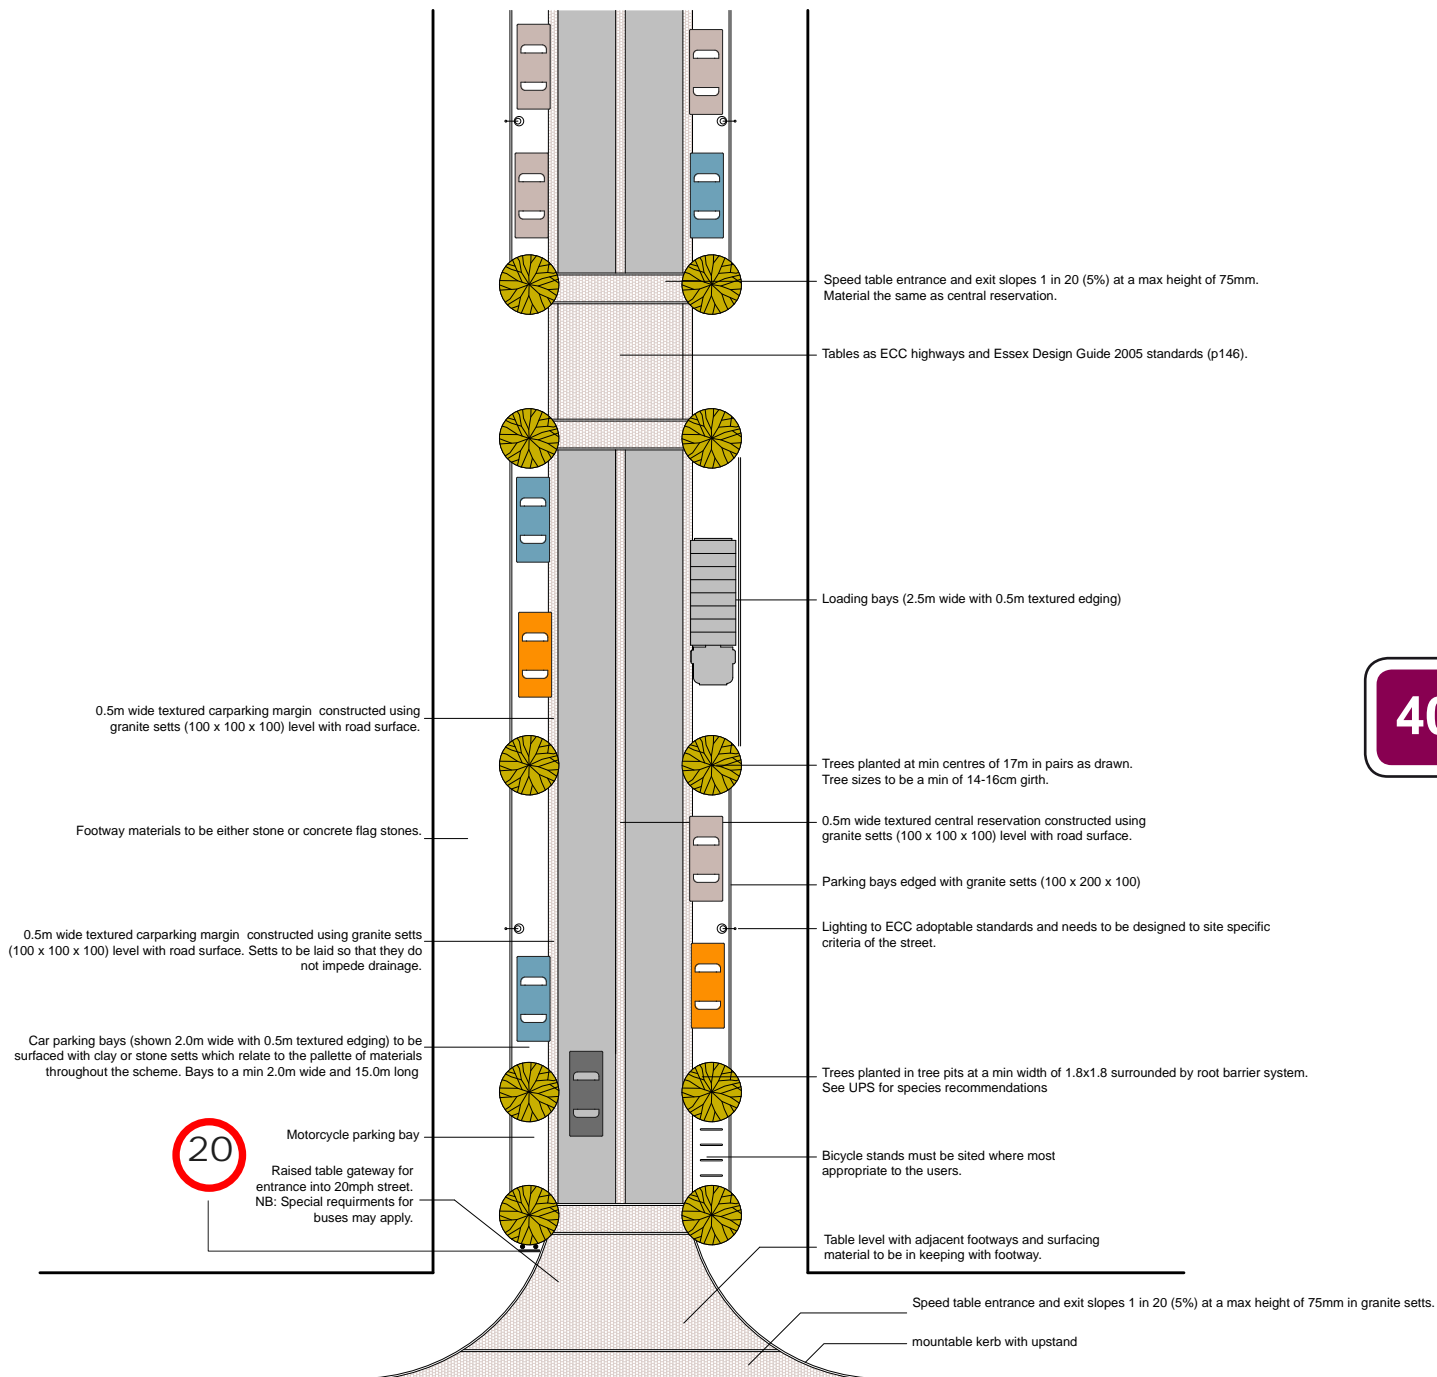 Speed table entrance and exit slopes 1 in 20 (5%) at a max height of 75mm.
Material the same as central reservation.
Tables as ECC highways and Essex Design Guide 2005 standards (p146).
Loading bays (2.5m wide with 0.5m textured edging)
40
0.5m wide textured carparking margin constructed using
granite setts (100 x 100 x 100) level with road surface.
Trees planted at min centres of 17m in pairs as drawn.
Tree sizes to be a min of 14-16cm girth.
Footway materials to be either stone or concrete flag stones.
0.5m wide textured central reservation constructed using
granite setts (100 x 100 x 100) level with road surface.
Parking bays edged with granite setts (100 x 200 x 100)
0.5m wide textured carparking margin constructed using granite setts
(100 x 100 x 100) level with road surface. Setts to be laid so that they do
not impede drainage.
Lighting to ECC adoptable standards and needs to be designed to site specific
criteria of the street.
Car parking bays (shown 2.0m wide with 0.5m textured edging) to be
surfaced with clay or stone setts which relate to the pallette of materials
throughout the scheme. Bays to a min 2.0m wide and 15.0m long
Trees planted in tree pits at a min width of 1.8x1.8 surrounded by root barrier system.
See UPS for species recommendations
20
Motorcycle parking bay
Bicycle stands must be sited where most
appropriate to the users.
Raised table gateway for
entrance into 20mph street.
NB: Special requirments for
buses may apply.
Table level with adjacent footways and surfacing
material to be in keeping with footway.
Speed table entrance and exit slopes 1 in 20 (5%) at a max height of 75mm in granite setts.
mountable kerb with upstand